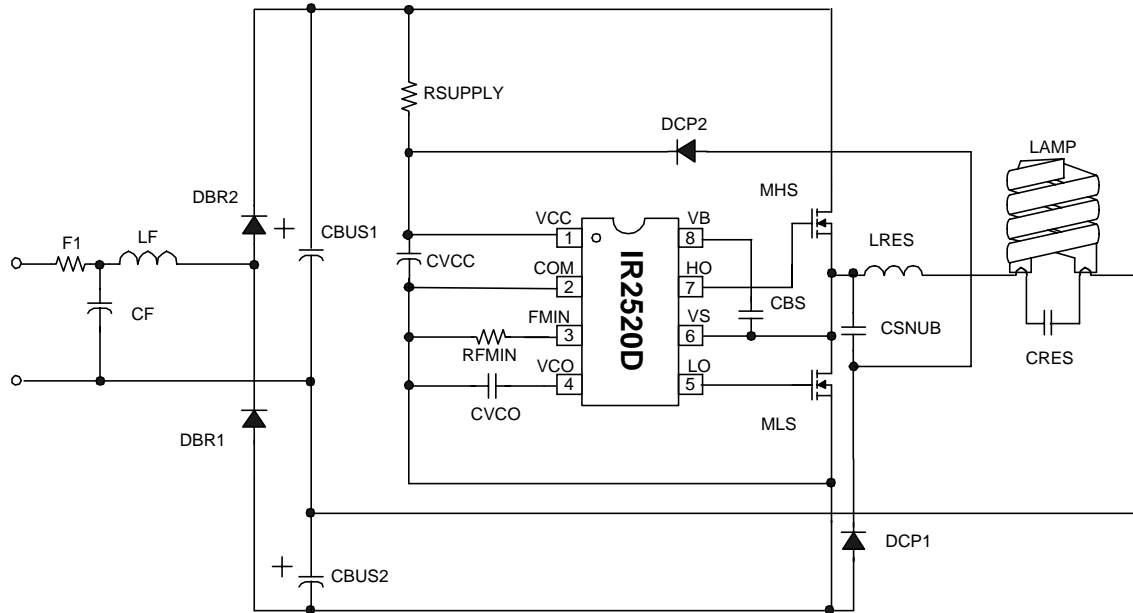 RSUPPLY
DCP2
LAMP
DBR2
+
MHS
F1
LF
CBUS1
VCC
VB
1
8
LRES
CVCC
COM
HO
2
7
CF
CBS
IR2520D
FMIN
VS
3
6
CSNUB
RFMIN
CRES
VCO
LO
4
5
CVCO
MLS
DBR1
DCP1
+
CBUS2